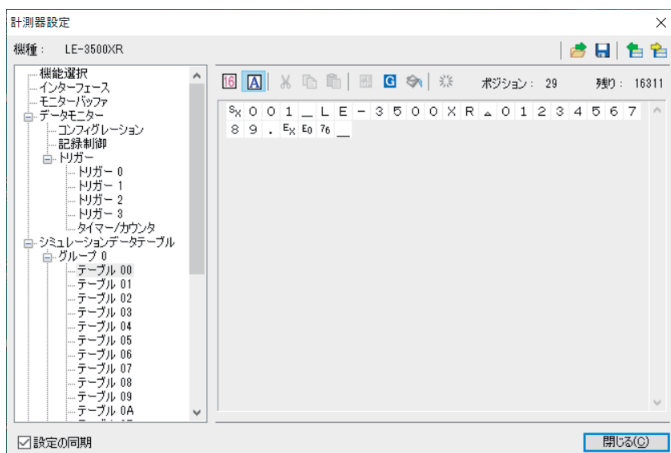 計測器設定
機種： LE-3500XR
機能選択
インターフェース
モニターバッファ
データモニター
コンフィグレーション
記録制御
トリガー
トリガー 0
トリガー 1
トリガー 2
トリガー 3
タイマー/カウンタ
シミュレーションデータテーブル
グループ 0
テーブル 00
テーブル 01
テーブル 02
テーブル 03
テーブル 04
テーブル 05
テーブル 06
テーブル 07
テーブル 08
テーブル 09
テーブル 0A
16 A G ポジション： 29 残り： 16311
SX 0 0 1 _ L E - 3 5 0 0 X R 0 1 2 3 4 5 6 7
8 9 . EX E0 76 _
設定の同期
閉じる(C)